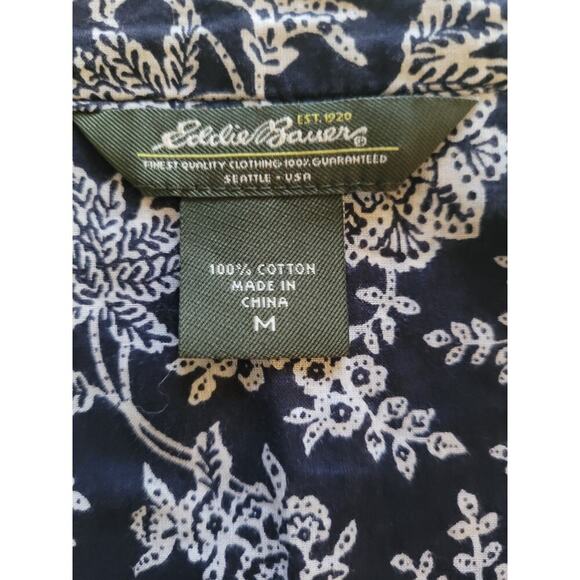 EST. 1920
Eddie Bauer®
FINEST QUALITY CLOTHING 100% GUARANTEED
SEATTLE • USA
100% COTTON
MADE IN
CHINA
M